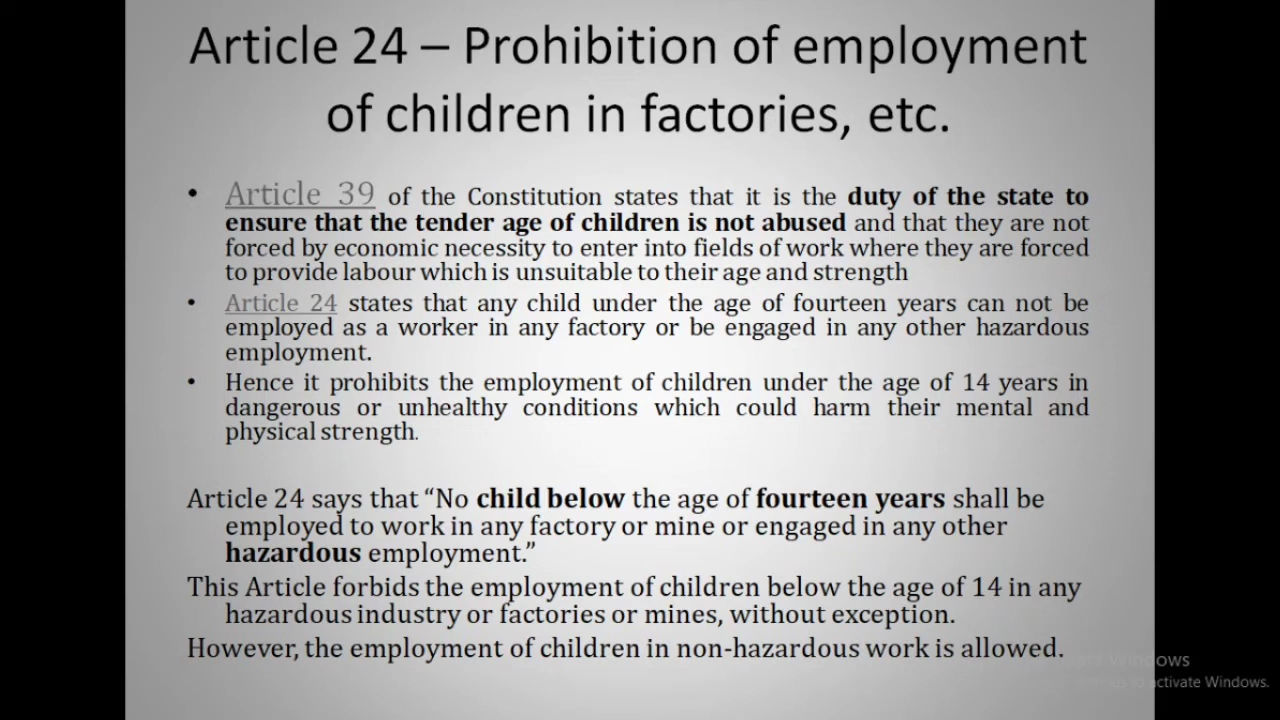 Article 24 – Prohibition of employment
of children in factories, etc.
• Article 39 of the Constitution states that it is the duty of the state to
ensure that the tender age of children is not abused and that they are not
forced by economic necessity to enter into fields of work where they are forced
to provide labour which is unsuitable to their age and strength
• Article 24 states that any child under the age of fourteen years can not be
employed as a worker in any factory or be engaged in any other hazardous
employment.
• Hence it prohibits the employment of children under the age of 14 years in
dangerous or unhealthy conditions which could harm their mental and
physical strength.
Article 24 says that “No child below the age of fourteen years shall be
employed to work in any factory or mine or engaged in any other
hazardous employment.”
This Article forbids the employment of children below the age of 14 in any
hazardous industry or factories or mines, without exception.
However, the employment of children in non-hazardous work is allowed.
Windows
to activate Windows.